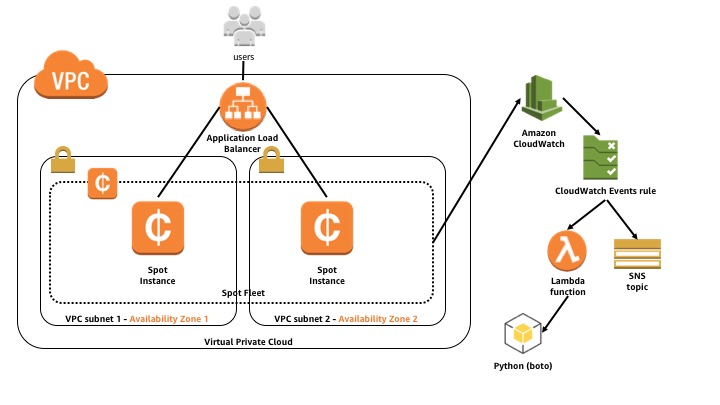 users
VPC
Application Load
Balancer
Amazon
CloudWatch
CloudWatch Events rule
₵
₵
₵
Spot
Instance
Spot
Instance
Spot Fleet
λ
Lambda
function
SNS
topic
VPC subnet 1 - Availability Zone 1
VPC subnet 2 - Availability Zone 2
Virtual Private Cloud
Python (boto)